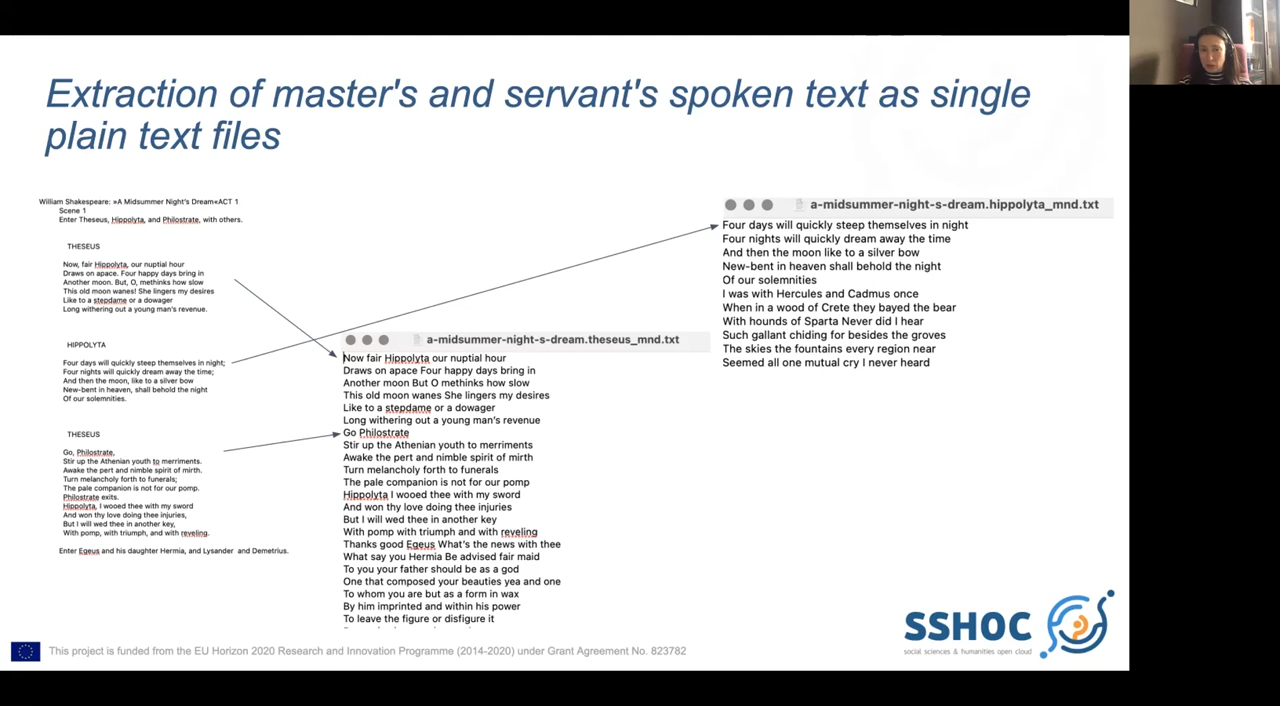 Extraction of master's and servant's spoken text as single
plain text files
William Shakespeare: »A Midsummer Night's Dream«ACT 1
Scene 1
Enter Theseus, Hippolyta, and Philostrate, with others.
THESEUS
Now, fair Hippolyta, our nuptial hour
Draws on apace. Four happy days bring in
Another moon. But, O, methinks how slow
This old moon wanes! She lingers my desires
Like to a stepdame or a dowager
Long withering out a young man's revenue.
HIPPOLYTA
Four days will quickly steep themselves in night;
Four nights will quickly dream away the time;
And then the moon, like to a silver bow
New-bent in heaven, shall behold the night
Of our solemnities.
THESEUS
Go, Philostrate,
Stir up the Athenian youth to merriments.
Awake the pert and nimble spirit of mirth.
Turn melancholy forth to funerals;
The pale companion is not for our pomp.
Philostrate exits.
Hippolyta, I wooed thee with my sword
And won thy love doing thee injuries,
But I will wed thee in another key,
With pomp, with triumph, and with reveling.
Enter Egeus and his daughter Hermia, and Lysander and Demetrius.
a-midsummer-night-s-dream.theseus_mnd.txt
Now fair Hippolyta our nuptial hour
Draws on apace Four happy days bring in
Another moon But O methinks how slow
This old moon wanes She lingers my desires
Like to a stepdame or a dowager
Long withering out a young man's revenue
Go Philostrate
Stir up the Athenian youth to merriments
Awake the pert and nimble spirit of mirth
Turn melancholy forth to funerals
The pale companion is not for our pomp
Hippolyta I wooed thee with my sword
And won thy love doing thee injuries
But I will wed thee in another key
With pomp with triumph and with reveling
Thanks good Egeus What's the news with thee
What say you Hermia Be advised fair maid
To you your father should be as a god
One that composed your beauties yea and one
To whom you are but as a form in wax
By him imprinted and within his power
To leave the figure or disfigure it
a-midsummer-night-s-dream.hippolyta_mnd.txt
Four days will quickly steep themselves in night
Four nights will quickly dream away the time
And then the moon like to a silver bow
New-bent in heaven shall behold the night
Of our solemnities
I was with Hercules and Cadmus once
When in a wood of Crete they bayed the bear
With hounds of Sparta Never did I hear
Such gallant chiding for besides the groves
The skies the fountains every region near
Seemed all one mutual cry I never heard
SSHOC
social sciences & humanities open cloud
This project is funded from the EU Horizon 2020 Research and Innovation Programme (2014-2020) under Grant Agreement No. 823782